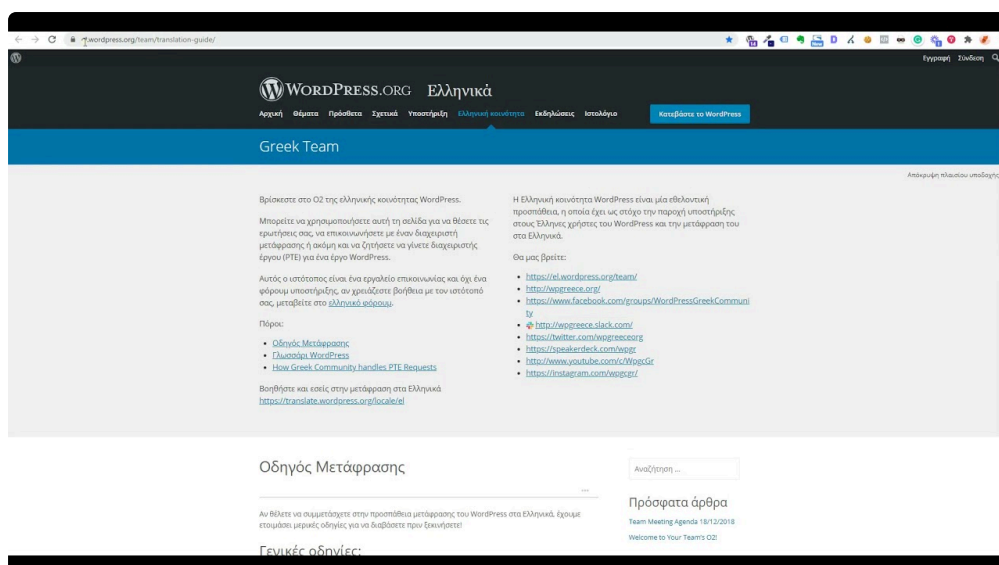 wordpress.org/team/translation-guide/
Εγγραφή Σύνδεση
WORDPRESS.ORG Ελληνικά
Αρχική Θέματα Πρόσθετα Σχετικά Υποστήριξη Ελληνική κοινότητα Εκδηλώσεις Ιστολόγιο Κατεβάστε το WordPress
Greek Team
Απόκρυψη πλαισίου υποδοχής
Βρίσκεστε στο O2 της ελληνικής κοινότητας WordPress.
Μπορείτε να χρησιμοποιήσετε αυτή τη σελίδα για να θέσετε τις
ερωτήσεις σας, να επικοινωνήσετε με έναν διαχειριστή
μετάφρασης ή ακόμη και να ζητήσετε να γίνετε διαχειριστής
έργου (PTE) για ένα έργο WordPress.
Αυτός ο ιστότοπος είναι ένα εργαλείο επικοινωνίας και όχι ένα
φόρουμ υποστήριξης, αν χρειάζεστε βοήθεια με τον ιστότοπό
σας, μεταβείτε στο ελληνικό φόρουμ.
Πόροι:
Οδηγός Μετάφρασης
Γλωσσάρι WordPress
How Greek Community handles PTE Requests
Βοηθήστε και εσείς στην μετάφραση στα Ελληνικά
https://translate.wordpress.org/locale/el
Η Ελληνική κοινότητα WordPress είναι μία εθελοντική
προσπάθεια, η οποία έχει ως στόχο την παροχή υποστήριξης
στους Έλληνες χρήστες του WordPress και την μετάφραση του
στα Ελληνικά.
Θα μας βρείτε:
https://el.wordpress.org/team/
http://wpgreece.org/
https://www.facebook.com/groups/WordPressGreekCommuni
ty
http://wpgreece.slack.com/
https://twitter.com/wpgreeceorg
https://speakerdeck.com/wpgr
http://www.youtube.com/c/WpgcGr
https://instagram.com/wpgcgr/
Οδηγός Μετάφρασης
Αν θέλετε να συμμετάσχετε στην προσπάθεια μετάφρασης του WordPress στα Ελληνικά, έχουμε
ετοιμάσει μερικές οδηγίες για να διαβάσετε πριν ξεκινήσετε!
Γενικές οδηγίες:
Αναζήτηση ...
Πρόσφατα άρθρα
Team Meeting Agenda 18/12/2018
Welcome to Your Team's O2!